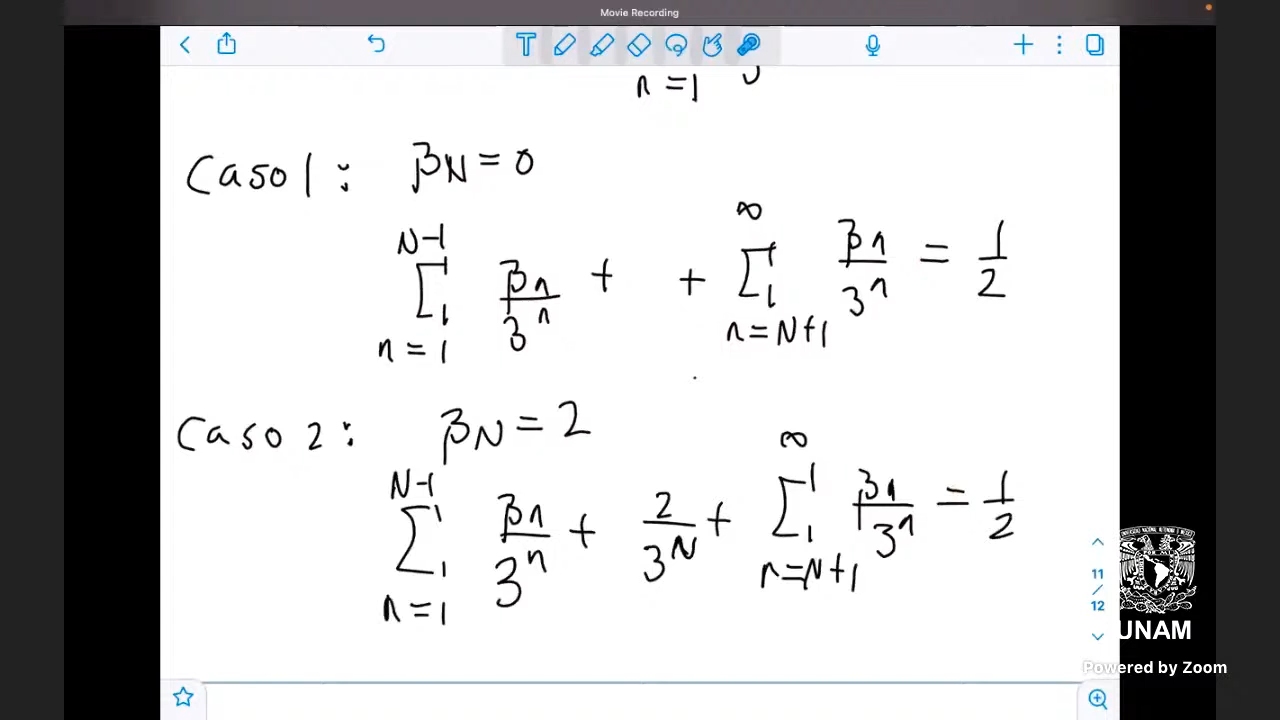 Movie Recording
T
n = 1
Caso 1: βN = 0
N-1 ∞
∑ βn/3^n + + ∑ βn/3^n = 1/2
n = 1 n = N+1
Caso 2: βN = 2
N-1 ∞
∑ βn/3^n + 2/3^N + ∑ βn/3^n = 1/2
n = 1 n = N+1
11
/
12
UNAM
Powered by Zoom